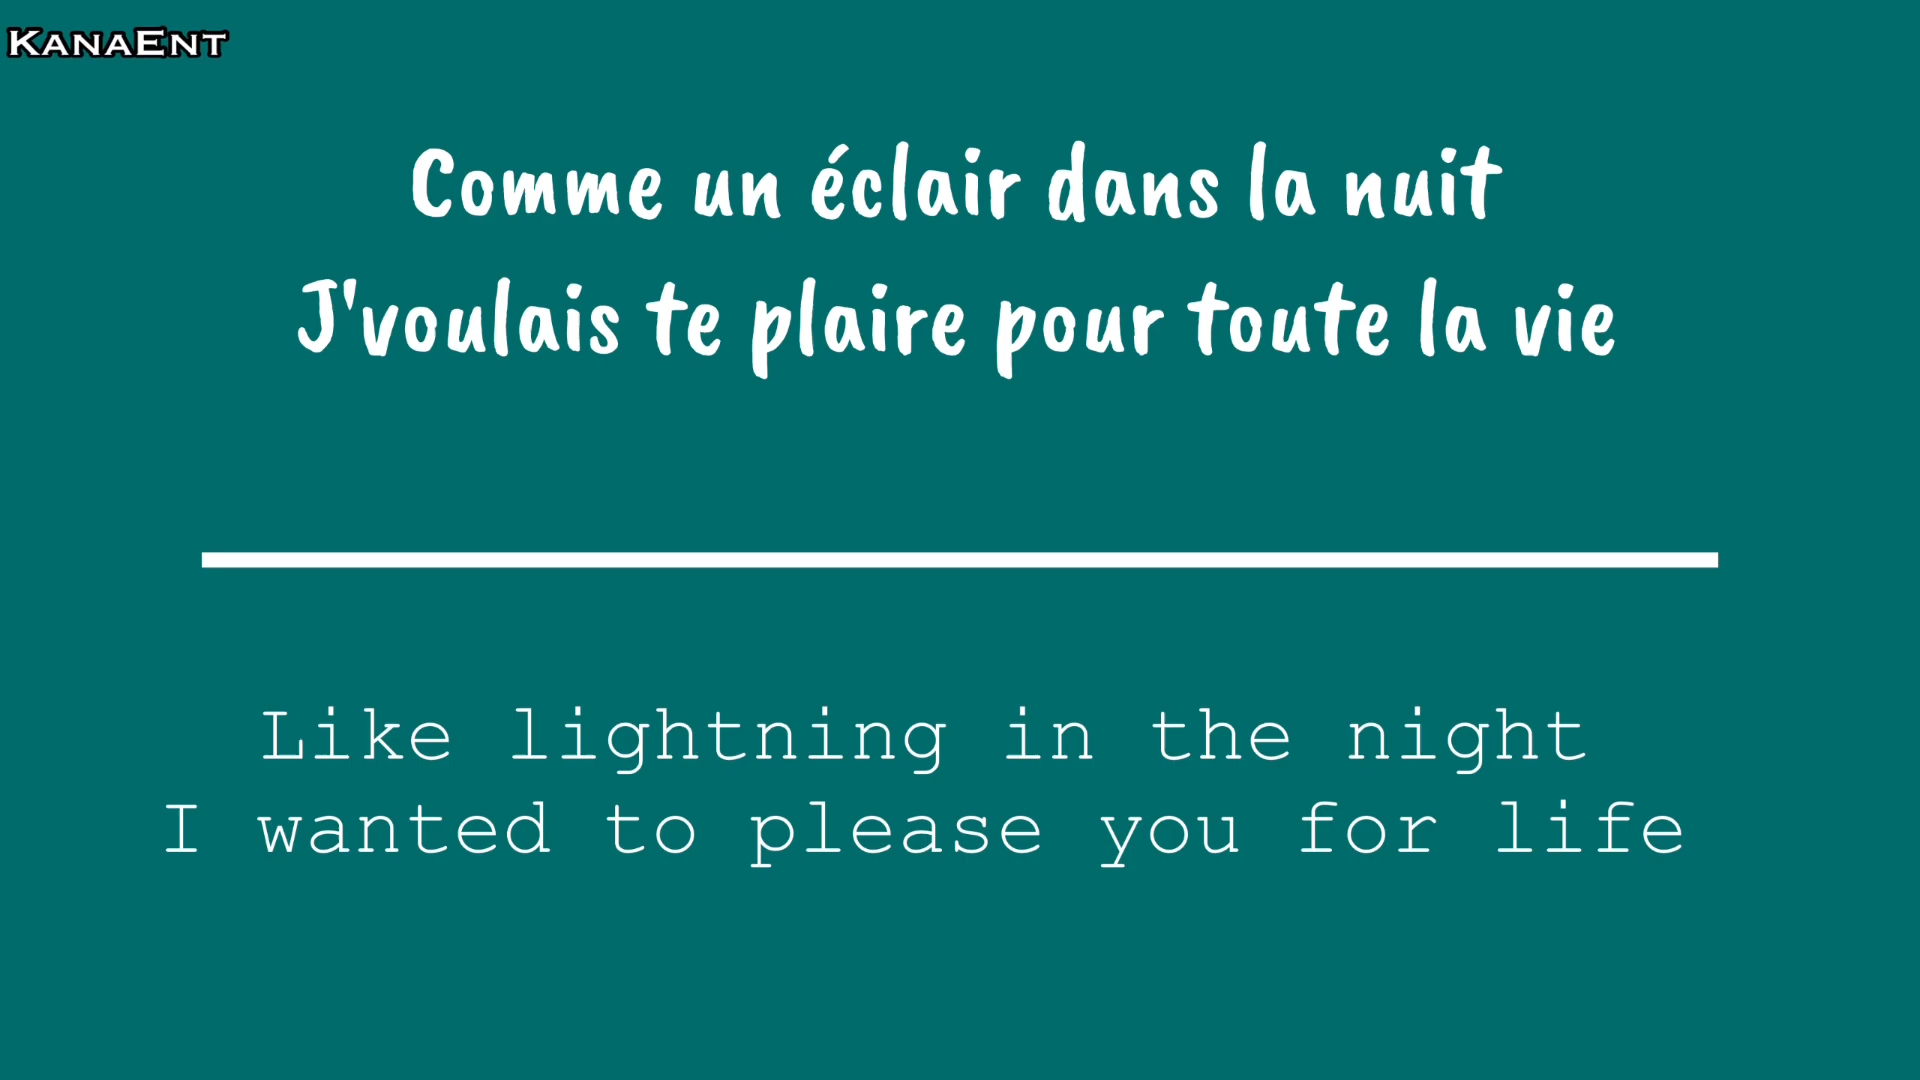 KANAENT
Comme un éclair dans la nuit
J'voulais te plaire pour toute la vie
Like lightning in the night
I wanted to please you for life